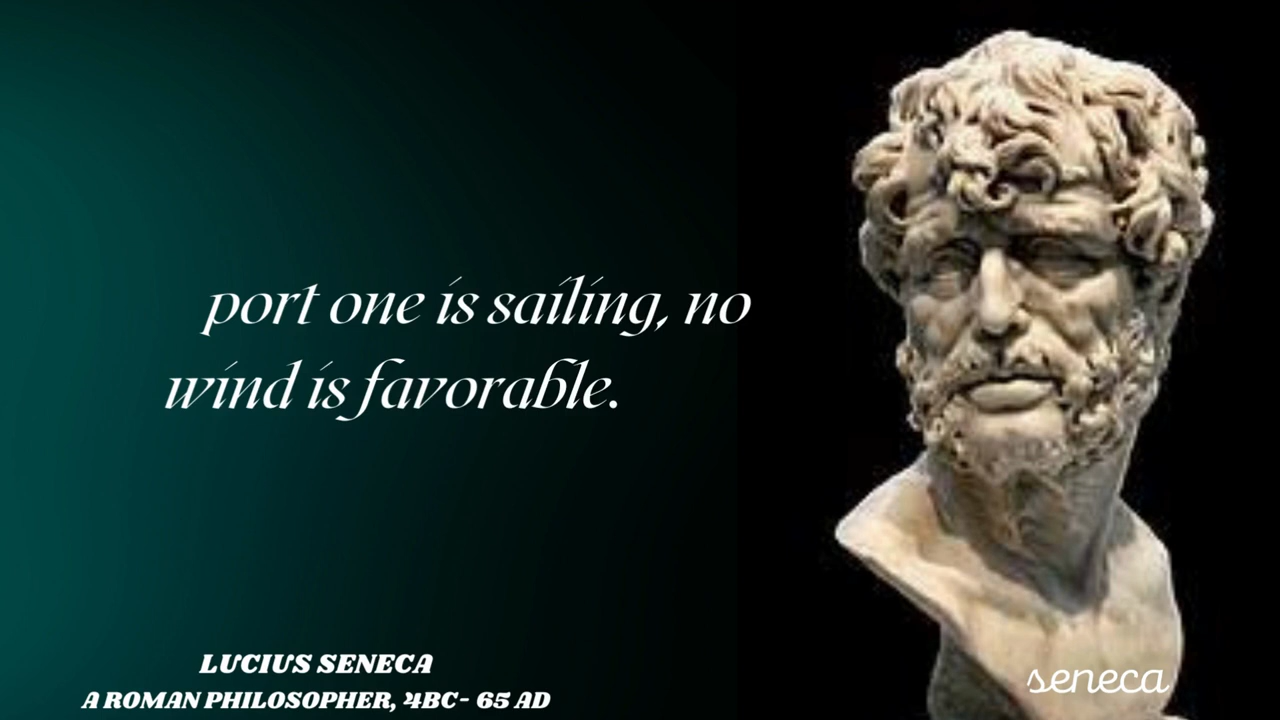 port one is sailing, no
wind is favorable.
LUCIUS SENECA
A ROMAN PHILOSOPHER, 4BC- 65 AD
seneca